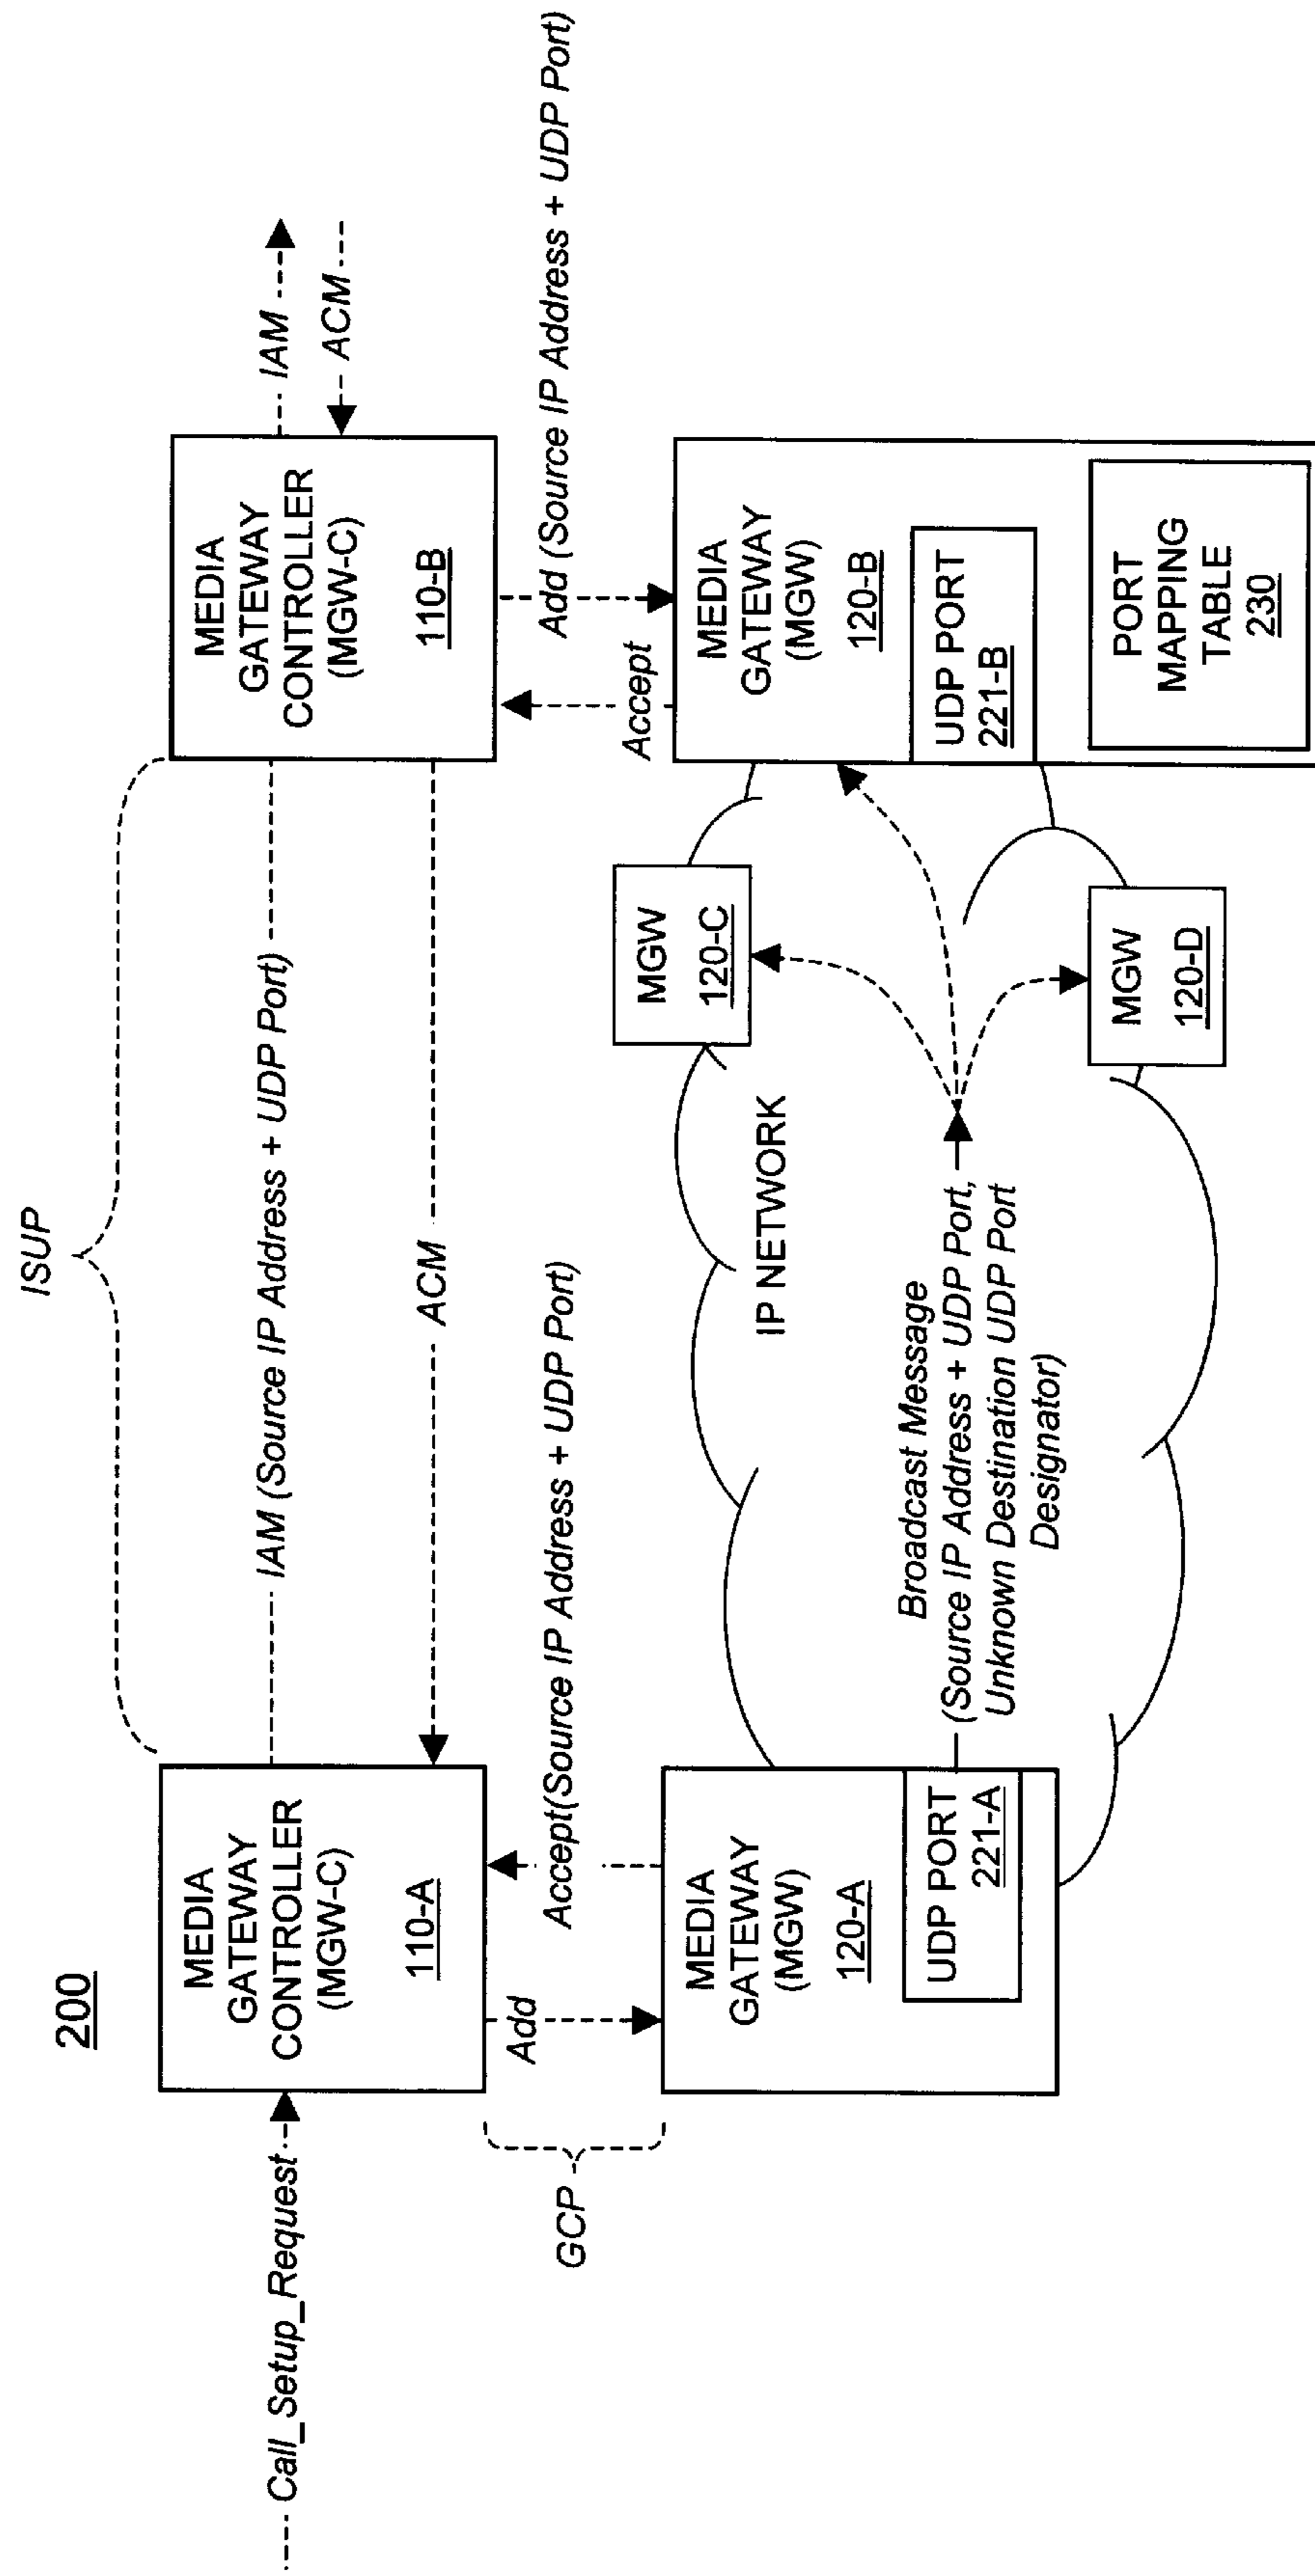 200
ISUP
Call_Setup_Request
MEDIA
GATEWAY
CONTROLLER
(MGW-C)
110-A
IAM (Source IP Address + UDP Port)
ACM
MEDIA
GATEWAY
CONTROLLER
(MGW-C)
110-B
IAM
ACM
GCP
Add
Accept(Source IP Address + UDP Port)
Accept
Add (Source IP Address + UDP Port)
MEDIA
GATEWAY
(MGW)
120-A
UDP PORT
221-A
IP NETWORK
Broadcast Message
(Source IP Address + UDP Port,
Unknown Destination UDP Port
Designator)
MGW
120-C
MGW
120-D
MEDIA
GATEWAY
(MGW)
120-B
UDP PORT
221-B
PORT
MAPPING
TABLE
230